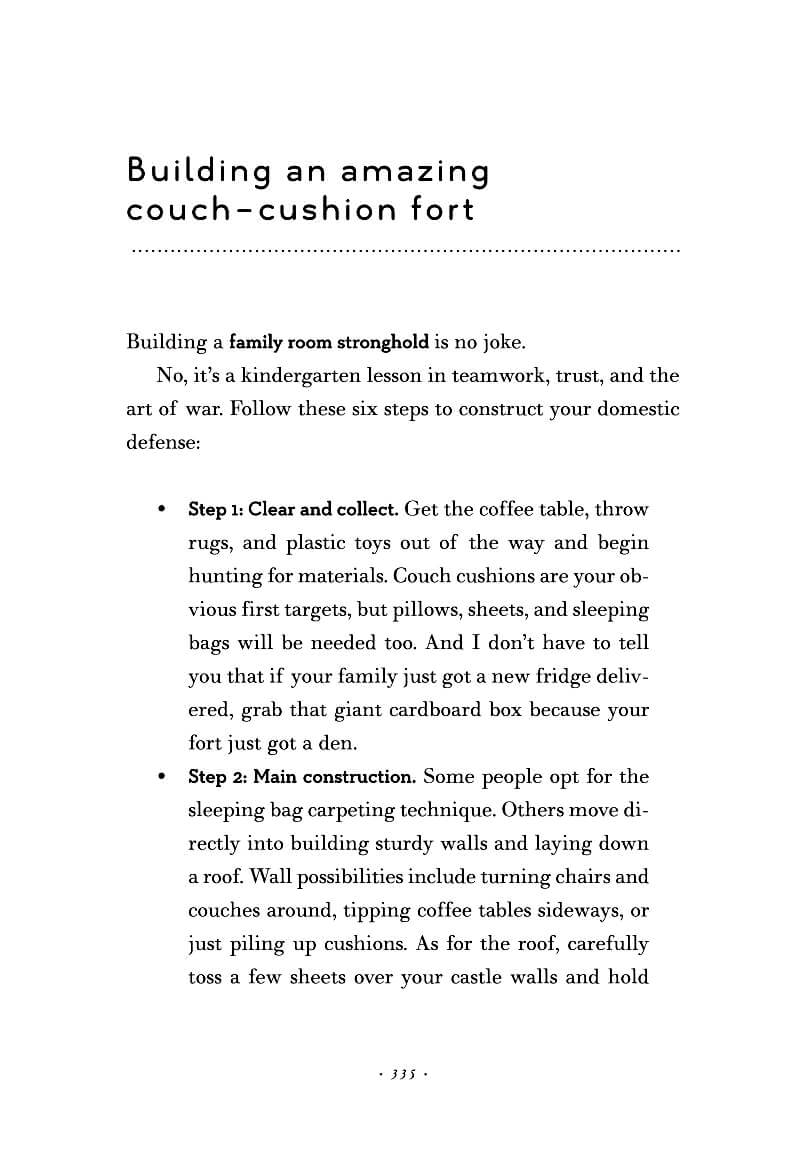 Building an amazing
couch-cushion fort
Building a family room stronghold is no joke.
No, it's a kindergarten lesson in teamwork, trust, and the
art of war. Follow these six steps to construct your domestic
defense:
• Step 1: Clear and collect. Get the coffee table, throw
rugs, and plastic toys out of the way and begin
hunting for materials. Couch cushions are your ob-
vious first targets, but pillows, sheets, and sleeping
bags will be needed too. And I don't have to tell
you that if your family just got a new fridge deliv-
ered, grab that giant cardboard box because your
fort just got a den.
• Step 2: Main construction. Some people opt for the
sleeping bag carpeting technique. Others move di-
rectly into building sturdy walls and laying down
a roof. Wall possibilities include turning chairs and
couches around, tipping coffee tables sideways, or
just piling up cushions. As for the roof, carefully
toss a few sheets over your castle walls and hold
· 335 ·